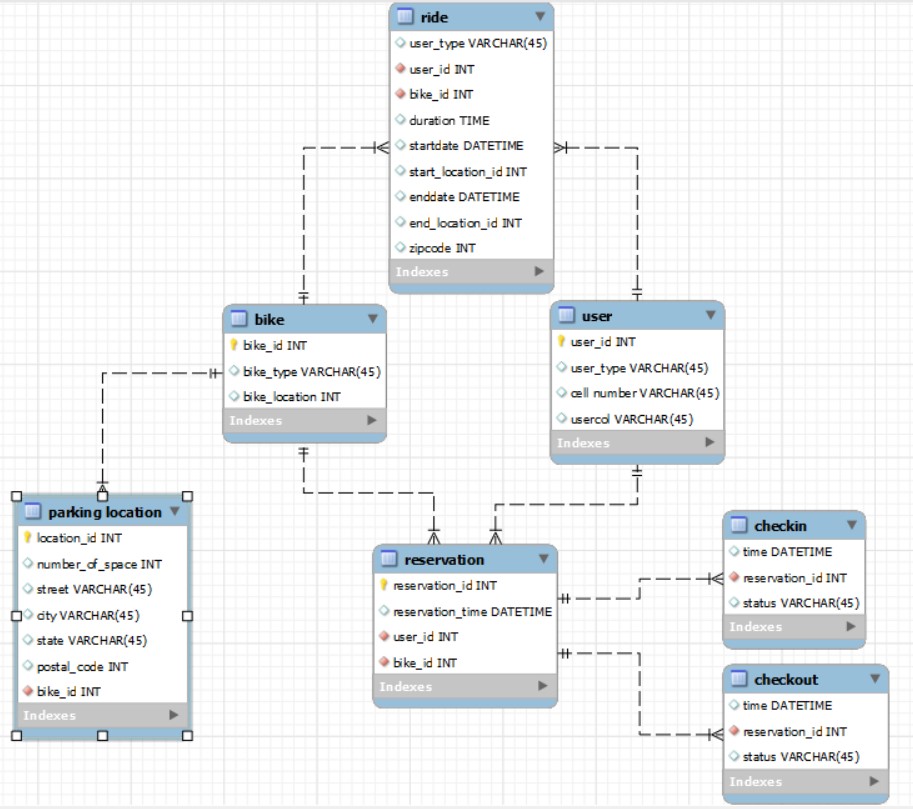 ride
user_type VARCHAR(45)
user_id INT
bike_id INT
duration TIME
startdate DATETIME
start_location_id INT
enddate DATETIME
end_location_id INT
zipcode INT
Indexes
bike
bike_id INT
bike_type VARCHAR(45)
bike_location INT
Indexes
user
user_id INT
user_type VARCHAR(45)
cell number VARCHAR(45)
usercol VARCHAR(45)
Indexes
parking location
location_id INT
number_of_space INT
street VARCHAR(45)
city VARCHAR(45)
state VARCHAR(45)
postal_code INT
bike_id INT
Indexes
reservation
reservation_id INT
reservation_time DATETIME
user_id INT
bike_id INT
Indexes
checkin
time DATETIME
reservation_id INT
status VARCHAR(45)
Indexes
checkout
time DATETIME
reservation_id INT
status VARCHAR(45)
Indexes